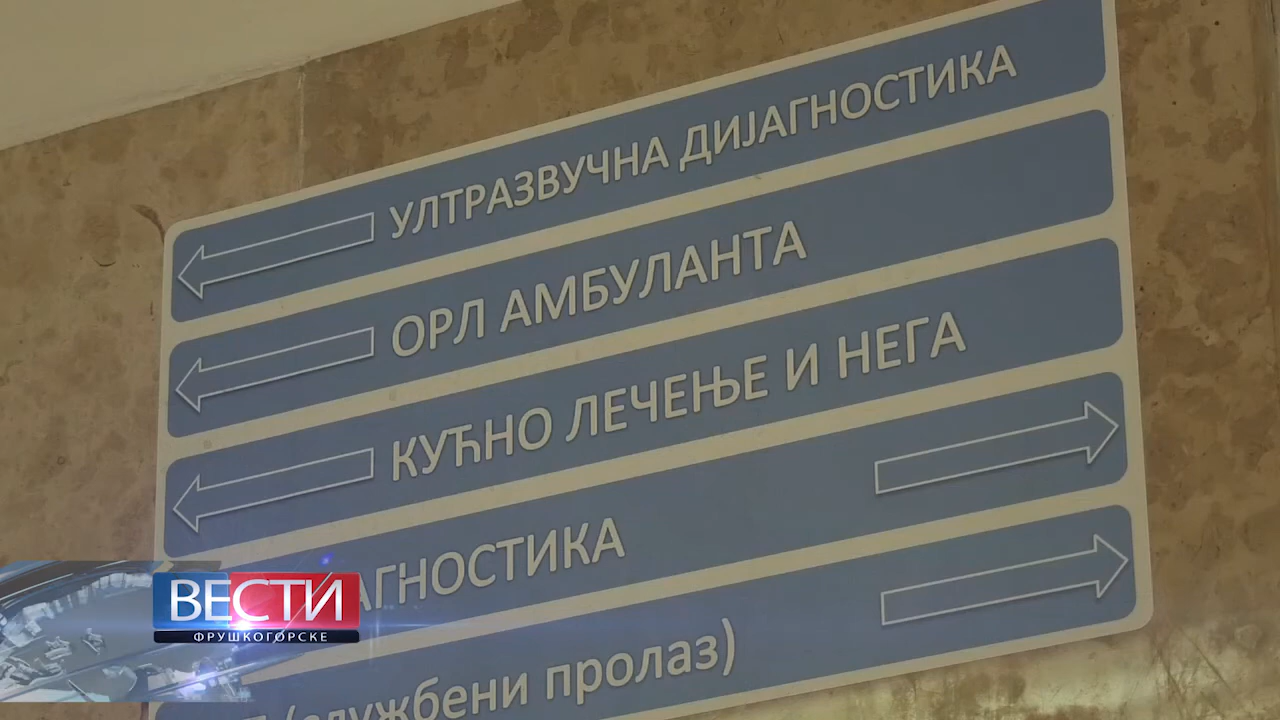 УЛТРАЗВУЧНА ДИЈАГНОСТИКА
ОРЛ АМБУЛАНТА
КУЋНО ЛЕЧЕЊЕ И НЕГА
АГНОСТИКА
(службени пролаз)
ВЕСТИ
ФРУШКОГОРСКЕ